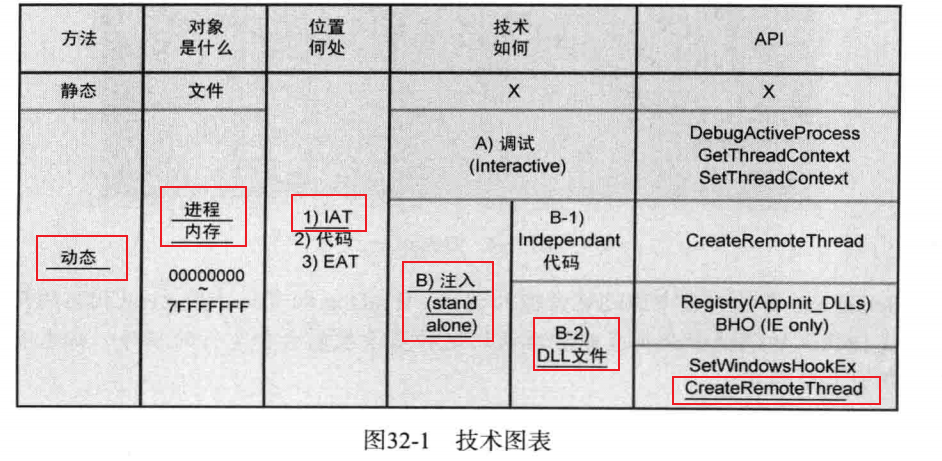 方法
对象
是什么
位置
何处
技术
如何
API
静态
文件
X
X
动态
进程
内存
00000000
~
7FFFFFFF
1) IAT
2) 代码
3) EAT
A) 调试
(Interactive)
DebugActiveProcess
GetThreadContext
SetThreadContext
B) 注入
(stand
alone)
B-1)
Independant
代码
CreateRemoteThread
B-2)
DLL文件
Registry(AppInit_DLLs)
BHO (IE only)
SetWindowsHookEx
CreateRemoteThread
图32-1 技术图表